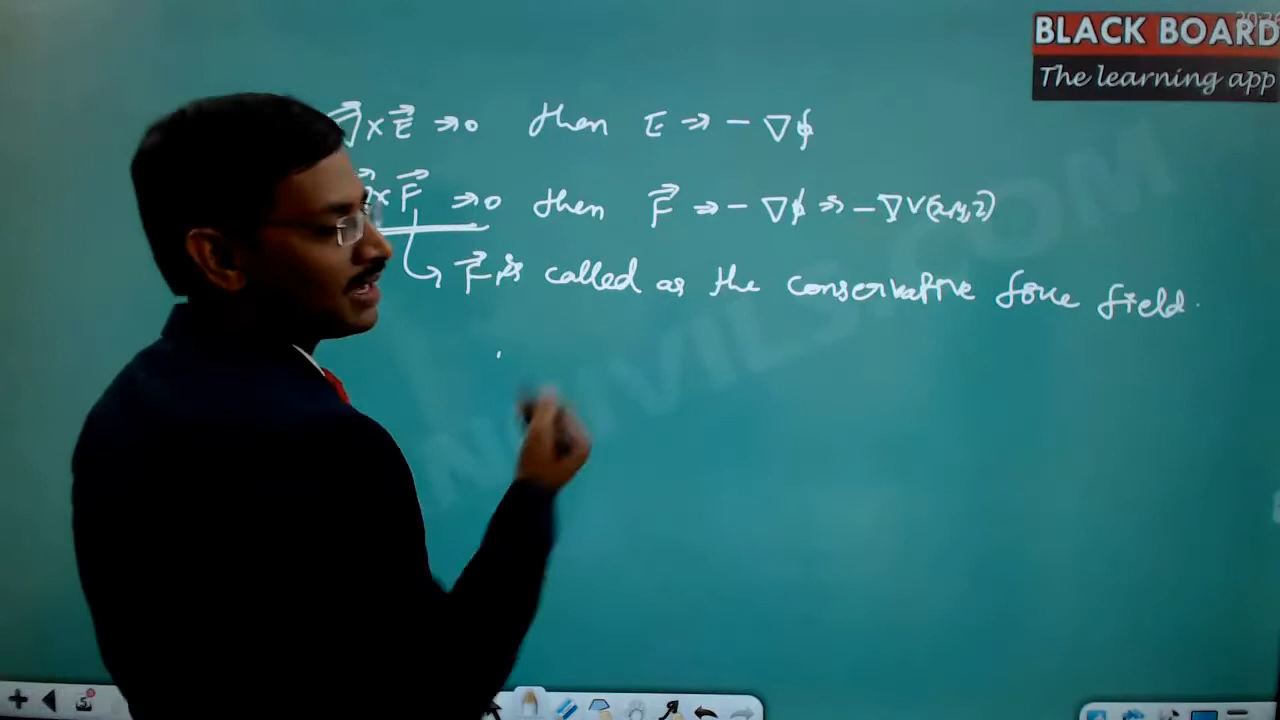 BLACK BOARD
The learning app
∇⃗ × E⃗ ⇒ 0 then E ⇒ − ∇ϕ
× F⃗ ⇒ 0 then F⃗ ⇒ − ∇ϕ ⇒ − ∇V(x,y,z)
F⃗ is called as the conservative force field.